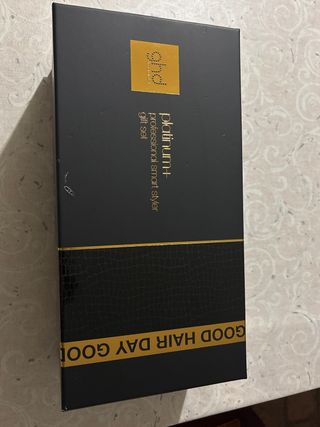 ghd
platinum+
professional smart styler
gift set
GOOD HAIR DAY GOOD